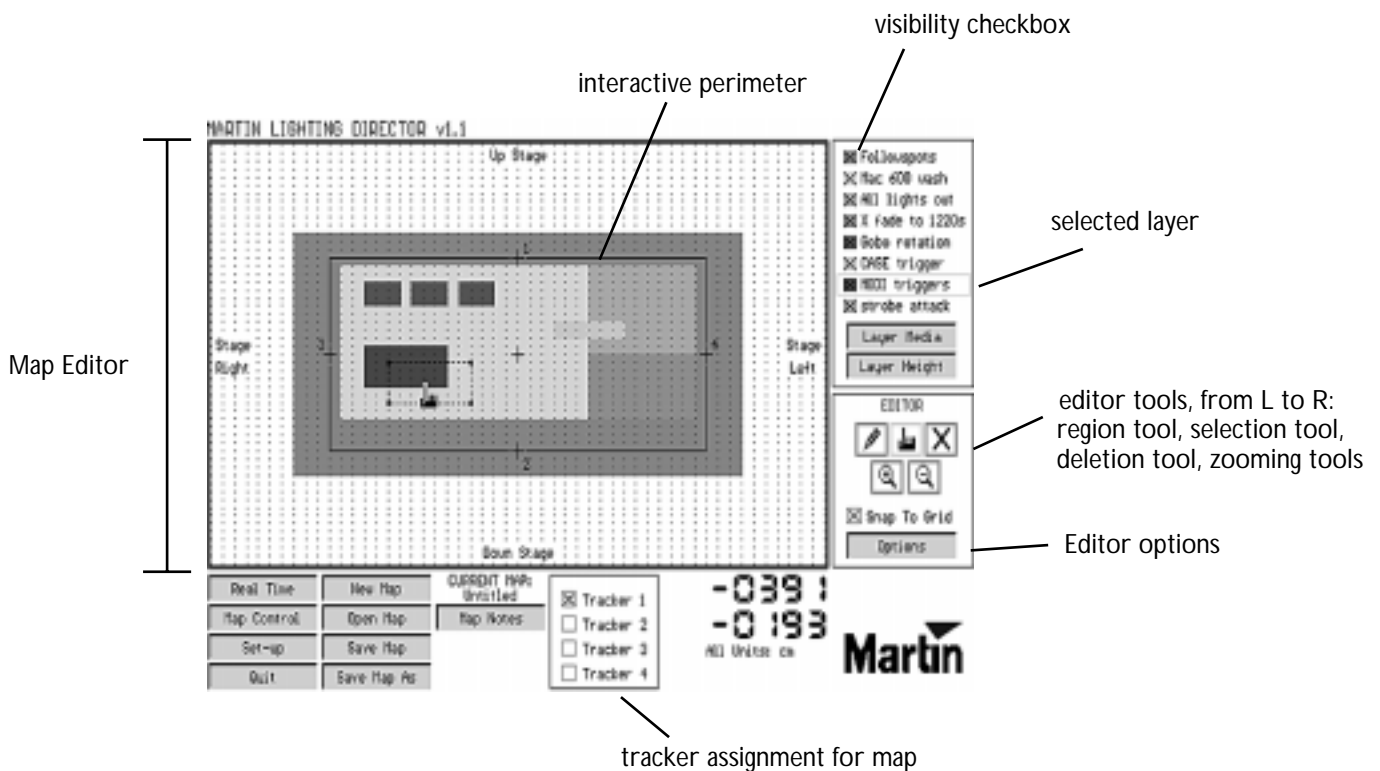 visibility checkbox
interactive perimeter
MARTIN LIGHTING DIRECTOR v1.1
Up Stage
Followspots
Mac 600 wash
All lights out
X fade to 1220s
Gobo rotation
selected layer
1
DAGE trigger
MIDI triggers
strobe attack
Layer Media
Layer Height
Stage
Right
3
4
Stage
Left
Map Editor
EDITOR
editor tools, from L to R:
region tool, selection tool,
deletion tool, zooming tools
2
Snap To Grid
Options
Editor options
Down Stage
Real Time
New Map
CURRENT MAP:
Untitled
Map Control
Open Map
Map Notes
Set-up
Save Map
Quit
Save Map As
Tracker 1
Tracker 2
Tracker 3
Tracker 4
-0391
-0193
All Units: cm
Martin
tracker assignment for map